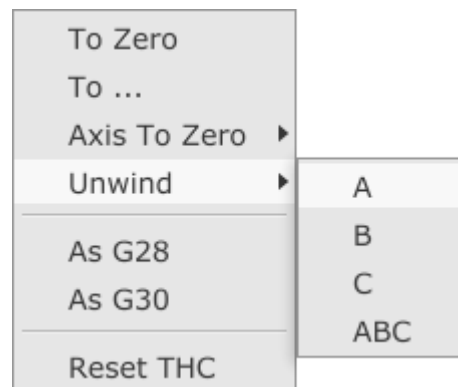 To Zero
To ...
Axis To Zero
Unwind
A
B
C
ABC
As G28
As G30
Reset THC